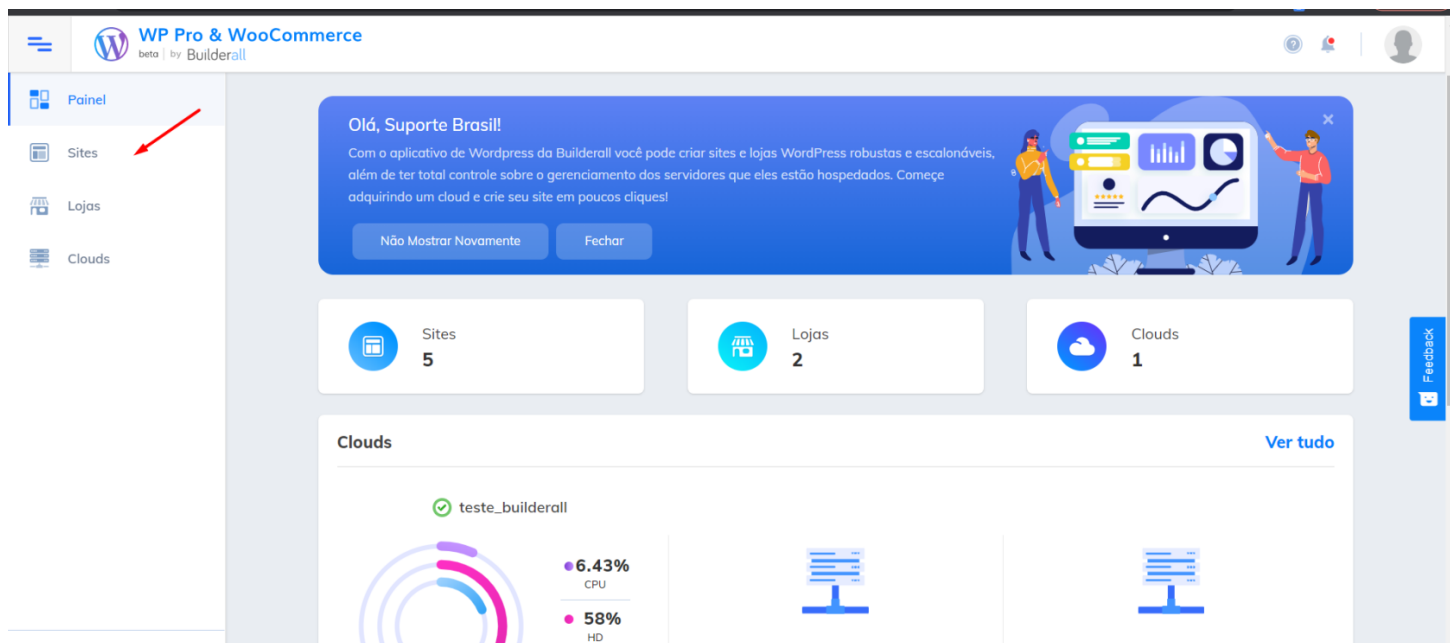 WP Pro & WooCommerce
beta | by Builderall
Painel
Sites
Lojas
Clouds
Olá, Suporte Brasil!
Com o aplicativo de Wordpress da Builderall você pode criar sites e lojas WordPress robustas e escalonáveis,
além de ter total controle sobre o gerenciamento dos servidores que eles estão hospedados. Começe
adquirindo um cloud e crie seu site em poucos cliques!
Não Mostrar Novamente
Fechar
Sites
5
Lojas
2
Clouds
1
Feedback
Clouds
Ver tudo
teste_builderall
6.43%
CPU
58%
HD